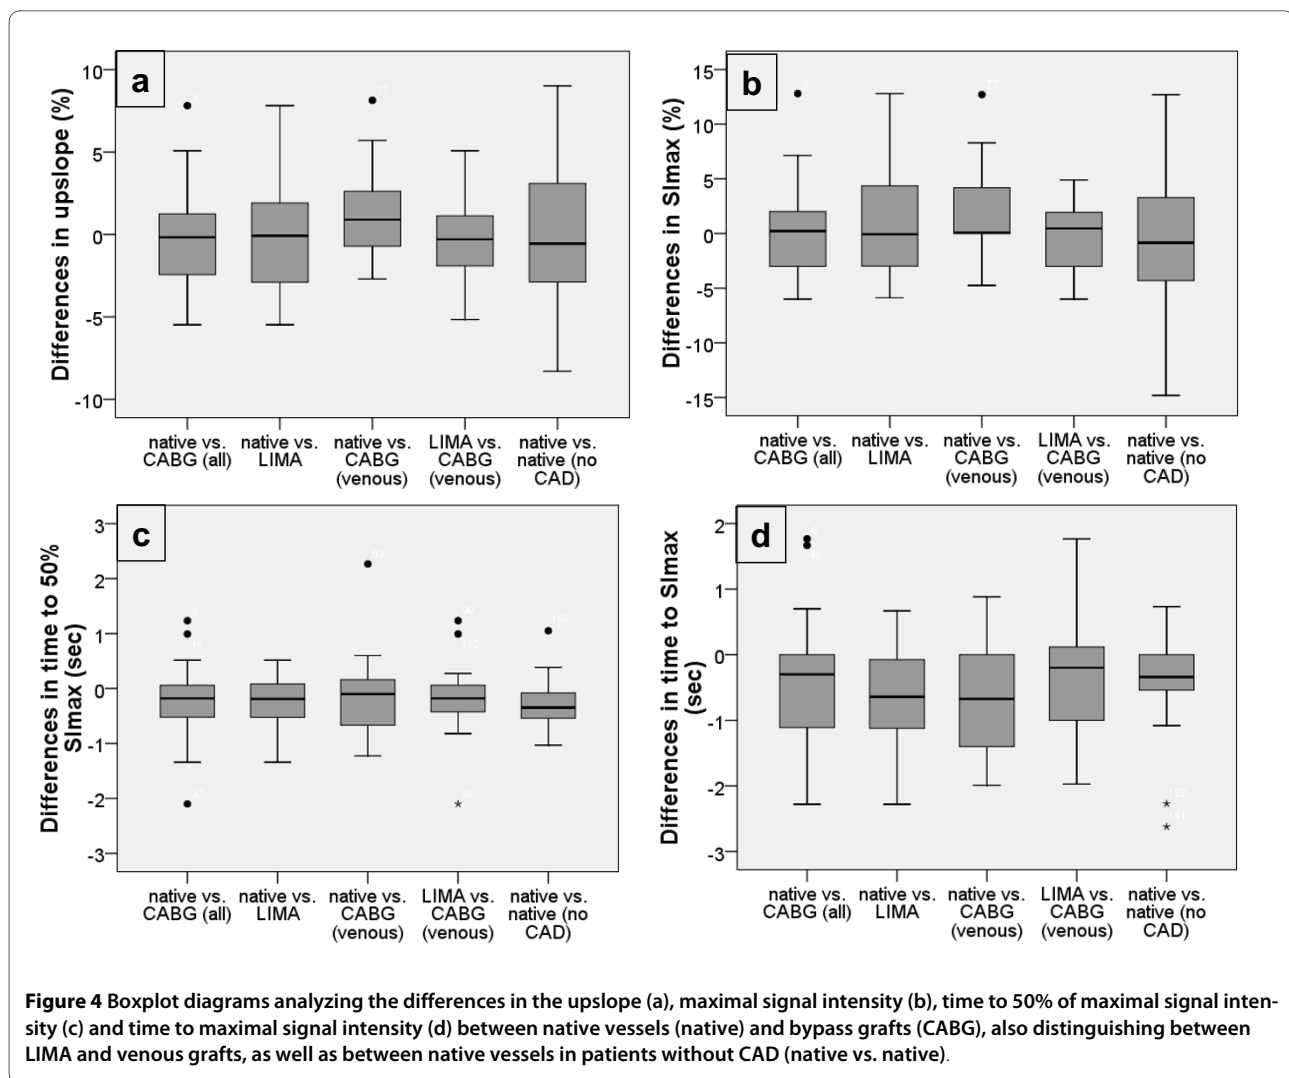 a
Differences in upslope (%)
10
5
0
-5
-10
native vs. CABG (all)
native vs. LIMA
native vs. CABG (venous)
LIMA vs. CABG (venous)
native vs. native (no CAD)
77
b
Differences in SImax (%)
15
10
5
0
-5
-10
-15
native vs. CABG (all)
native vs. LIMA
native vs. CABG (venous)
LIMA vs. CABG (venous)
native vs. native (no CAD)
77
c
Differences in time to 50%
SImax (sec)
3
2
1
0
-1
-2
-3
native vs. CABG (all)
native vs. LIMA
native vs. CABG (venous)
LIMA vs. CABG (venous)
native vs. native (no CAD)
d
Differences in time to SImax
(sec)
2
1
0
-1
-2
-3
native vs. CABG (all)
native vs. LIMA
native vs. CABG (venous)
LIMA vs. CABG (venous)
native vs. native (no CAD)
Figure 4 Boxplot diagrams analyzing the differences in the upslope (a), maximal signal intensity (b), time to 50% of maximal signal inten-
sity (c) and time to maximal signal intensity (d) between native vessels (native) and bypass grafts (CABG), also distinguishing between
LIMA and venous grafts, as well as between native vessels in patients without CAD (native vs. native).